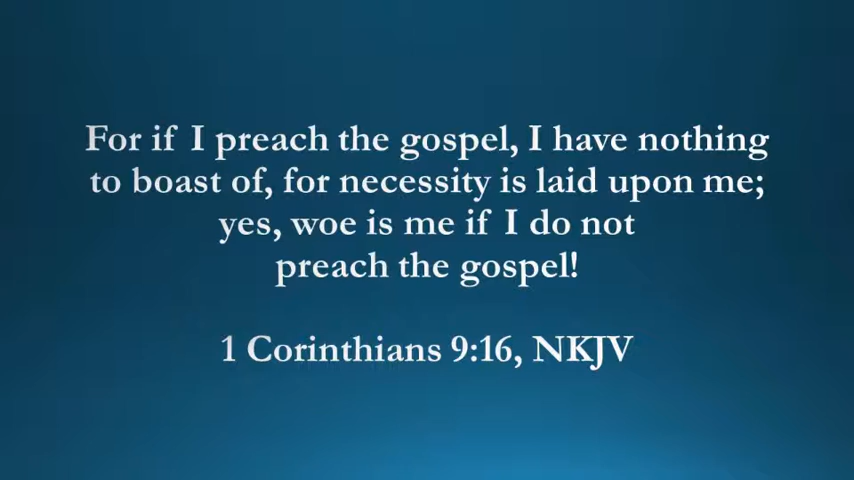 For if I preach the gospel, I have nothing
to boast of, for necessity is laid upon me;
yes, woe is me if I do not
preach the gospel!
1 Corinthians 9:16, NKJV